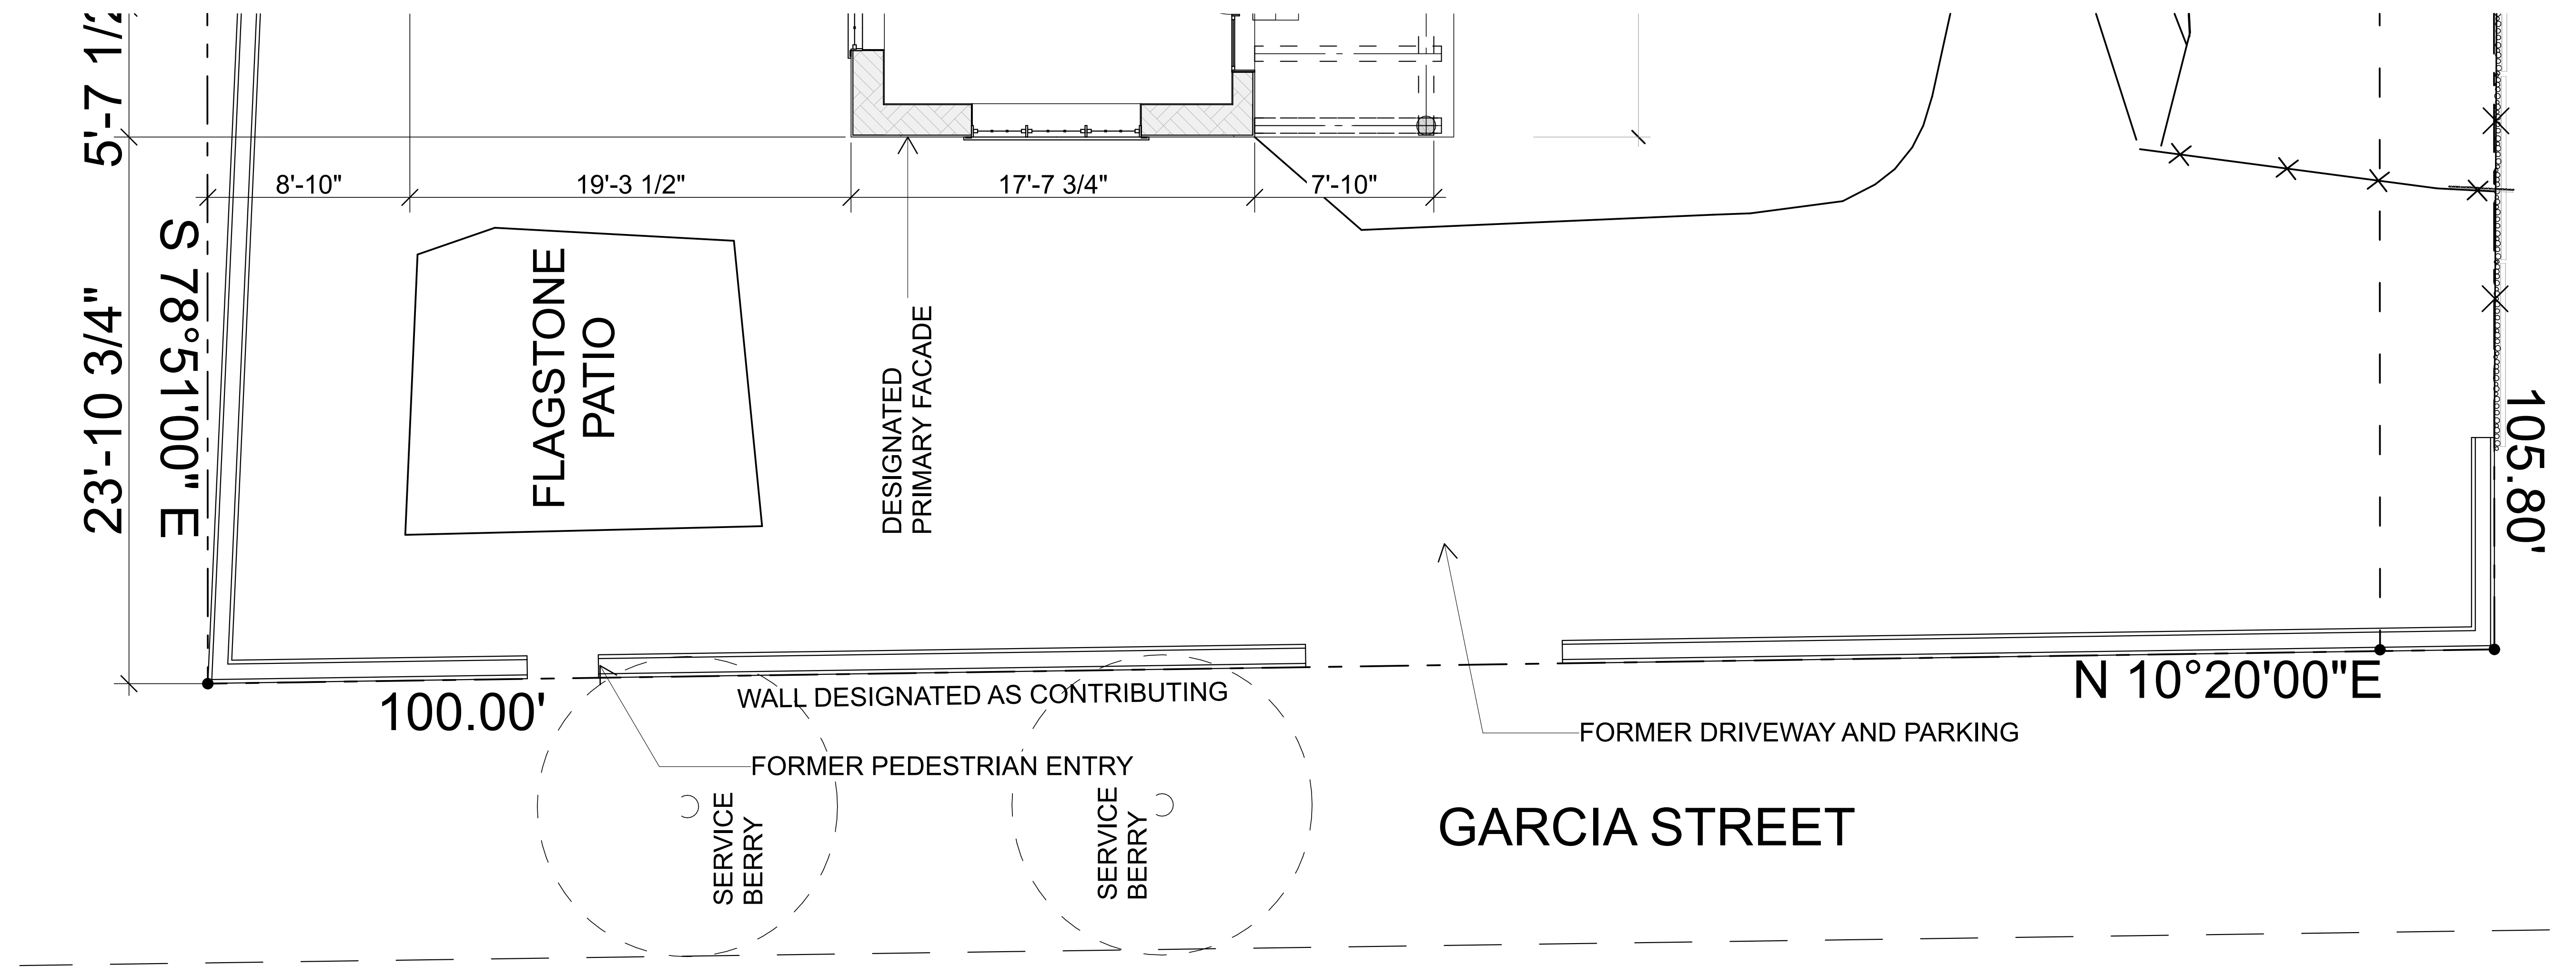 5'-7 1/2
8'-10"
19'-3 1/2"
17'-7 3/4"
7'-10"
S 78°51'00" E
23'-10 3/4"
FLAGSTONE
PATIO
DESIGNATED
PRIMARY FACADE
105.80'
N 10°20'00"E
100.00'
WALL DESIGNATED AS CONTRIBUTING
FORMER DRIVEWAY AND PARKING
FORMER PEDESTRIAN ENTRY
SERVICE
BERRY
SERVICE
BERRY
GARCIA STREET